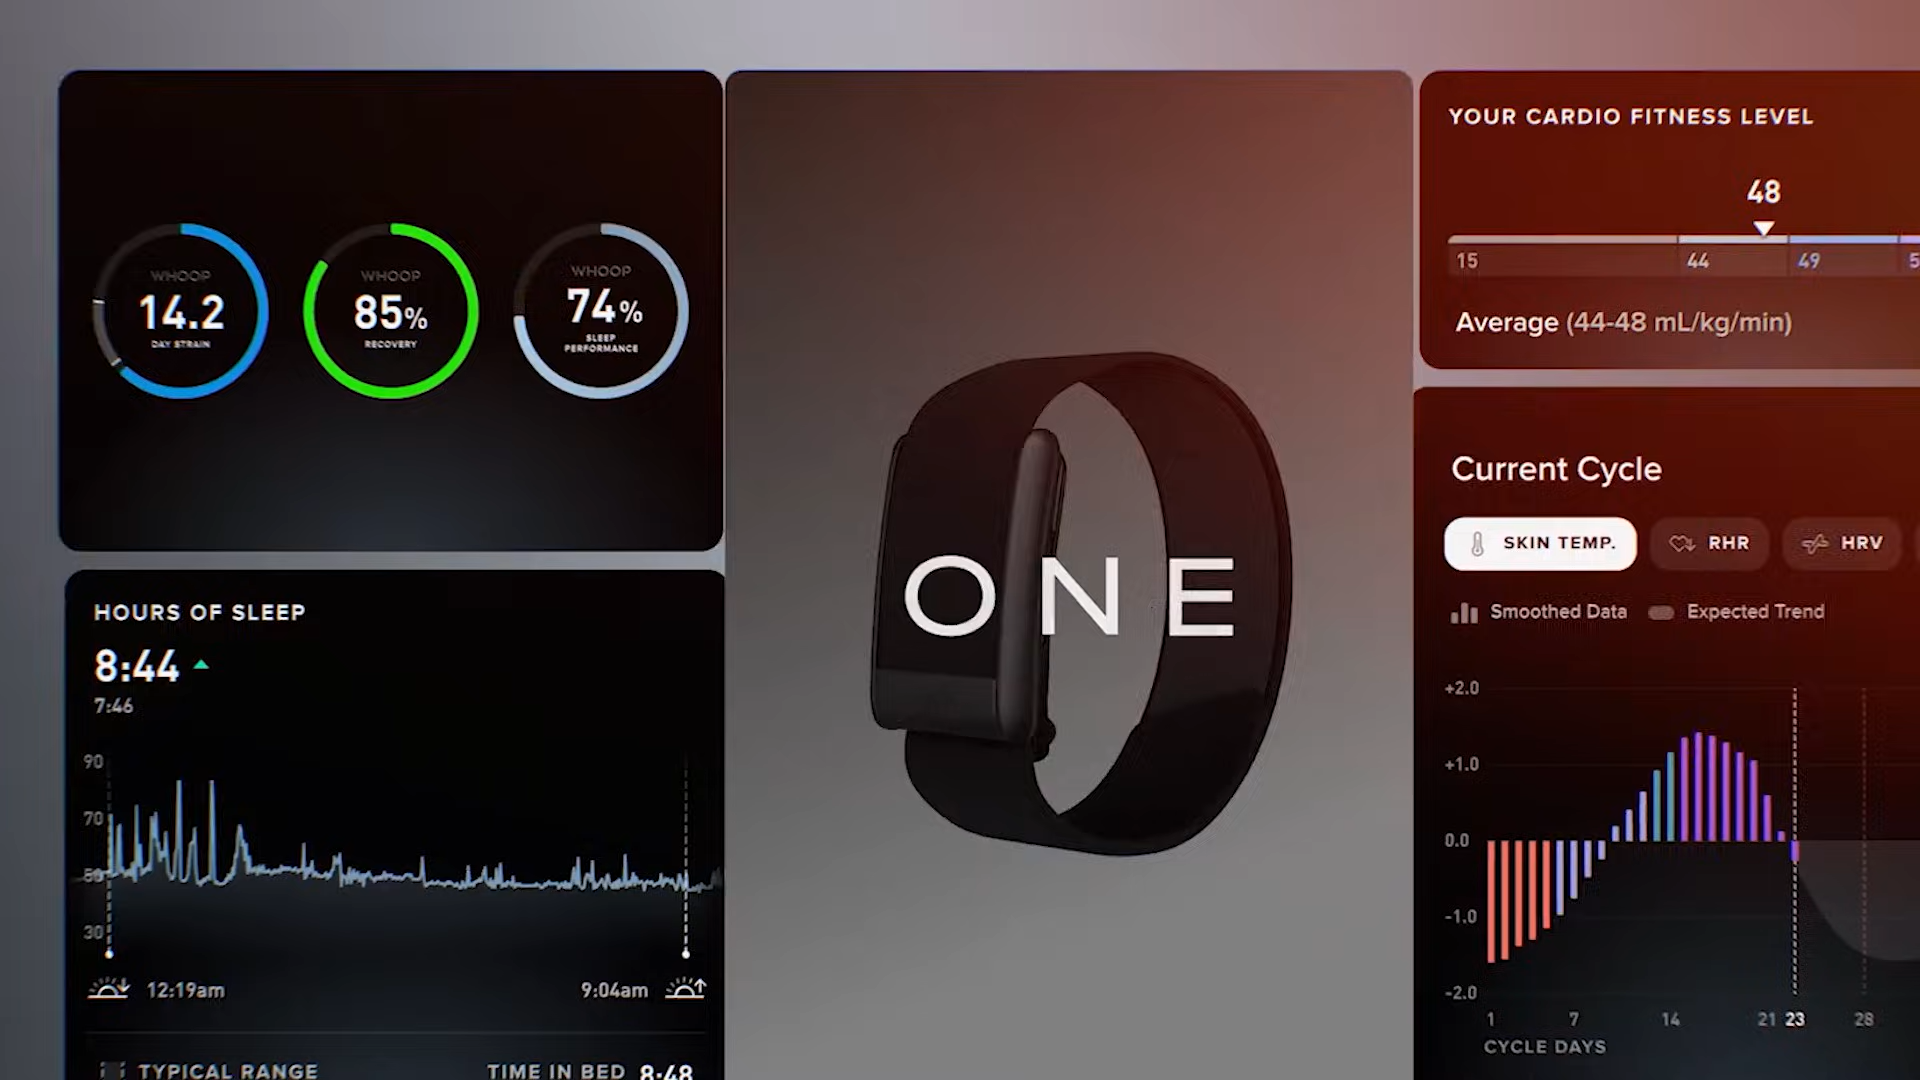 WHOOP
14.2
DAY STRAIN
WHOOP
85%
RECOVERY
WHOOP
74%
SLEEP
PERFORMANCE
HOURS OF SLEEP
8:44
7:46
90
70
50
30
12:19am
9:04am
TYPICAL RANGE
TIME IN BED 8:48
ONE
YOUR CARDIO FITNESS LEVEL
48
15
44
49
Average (44-48 mL/kg/min)
Current Cycle
SKIN TEMP.
RHR
HRV
Smoothed Data
Expected Trend
+2.0
+1.0
0.0
-1.0
-2.0
1 7 14 21 23 28
CYCLE DAYS